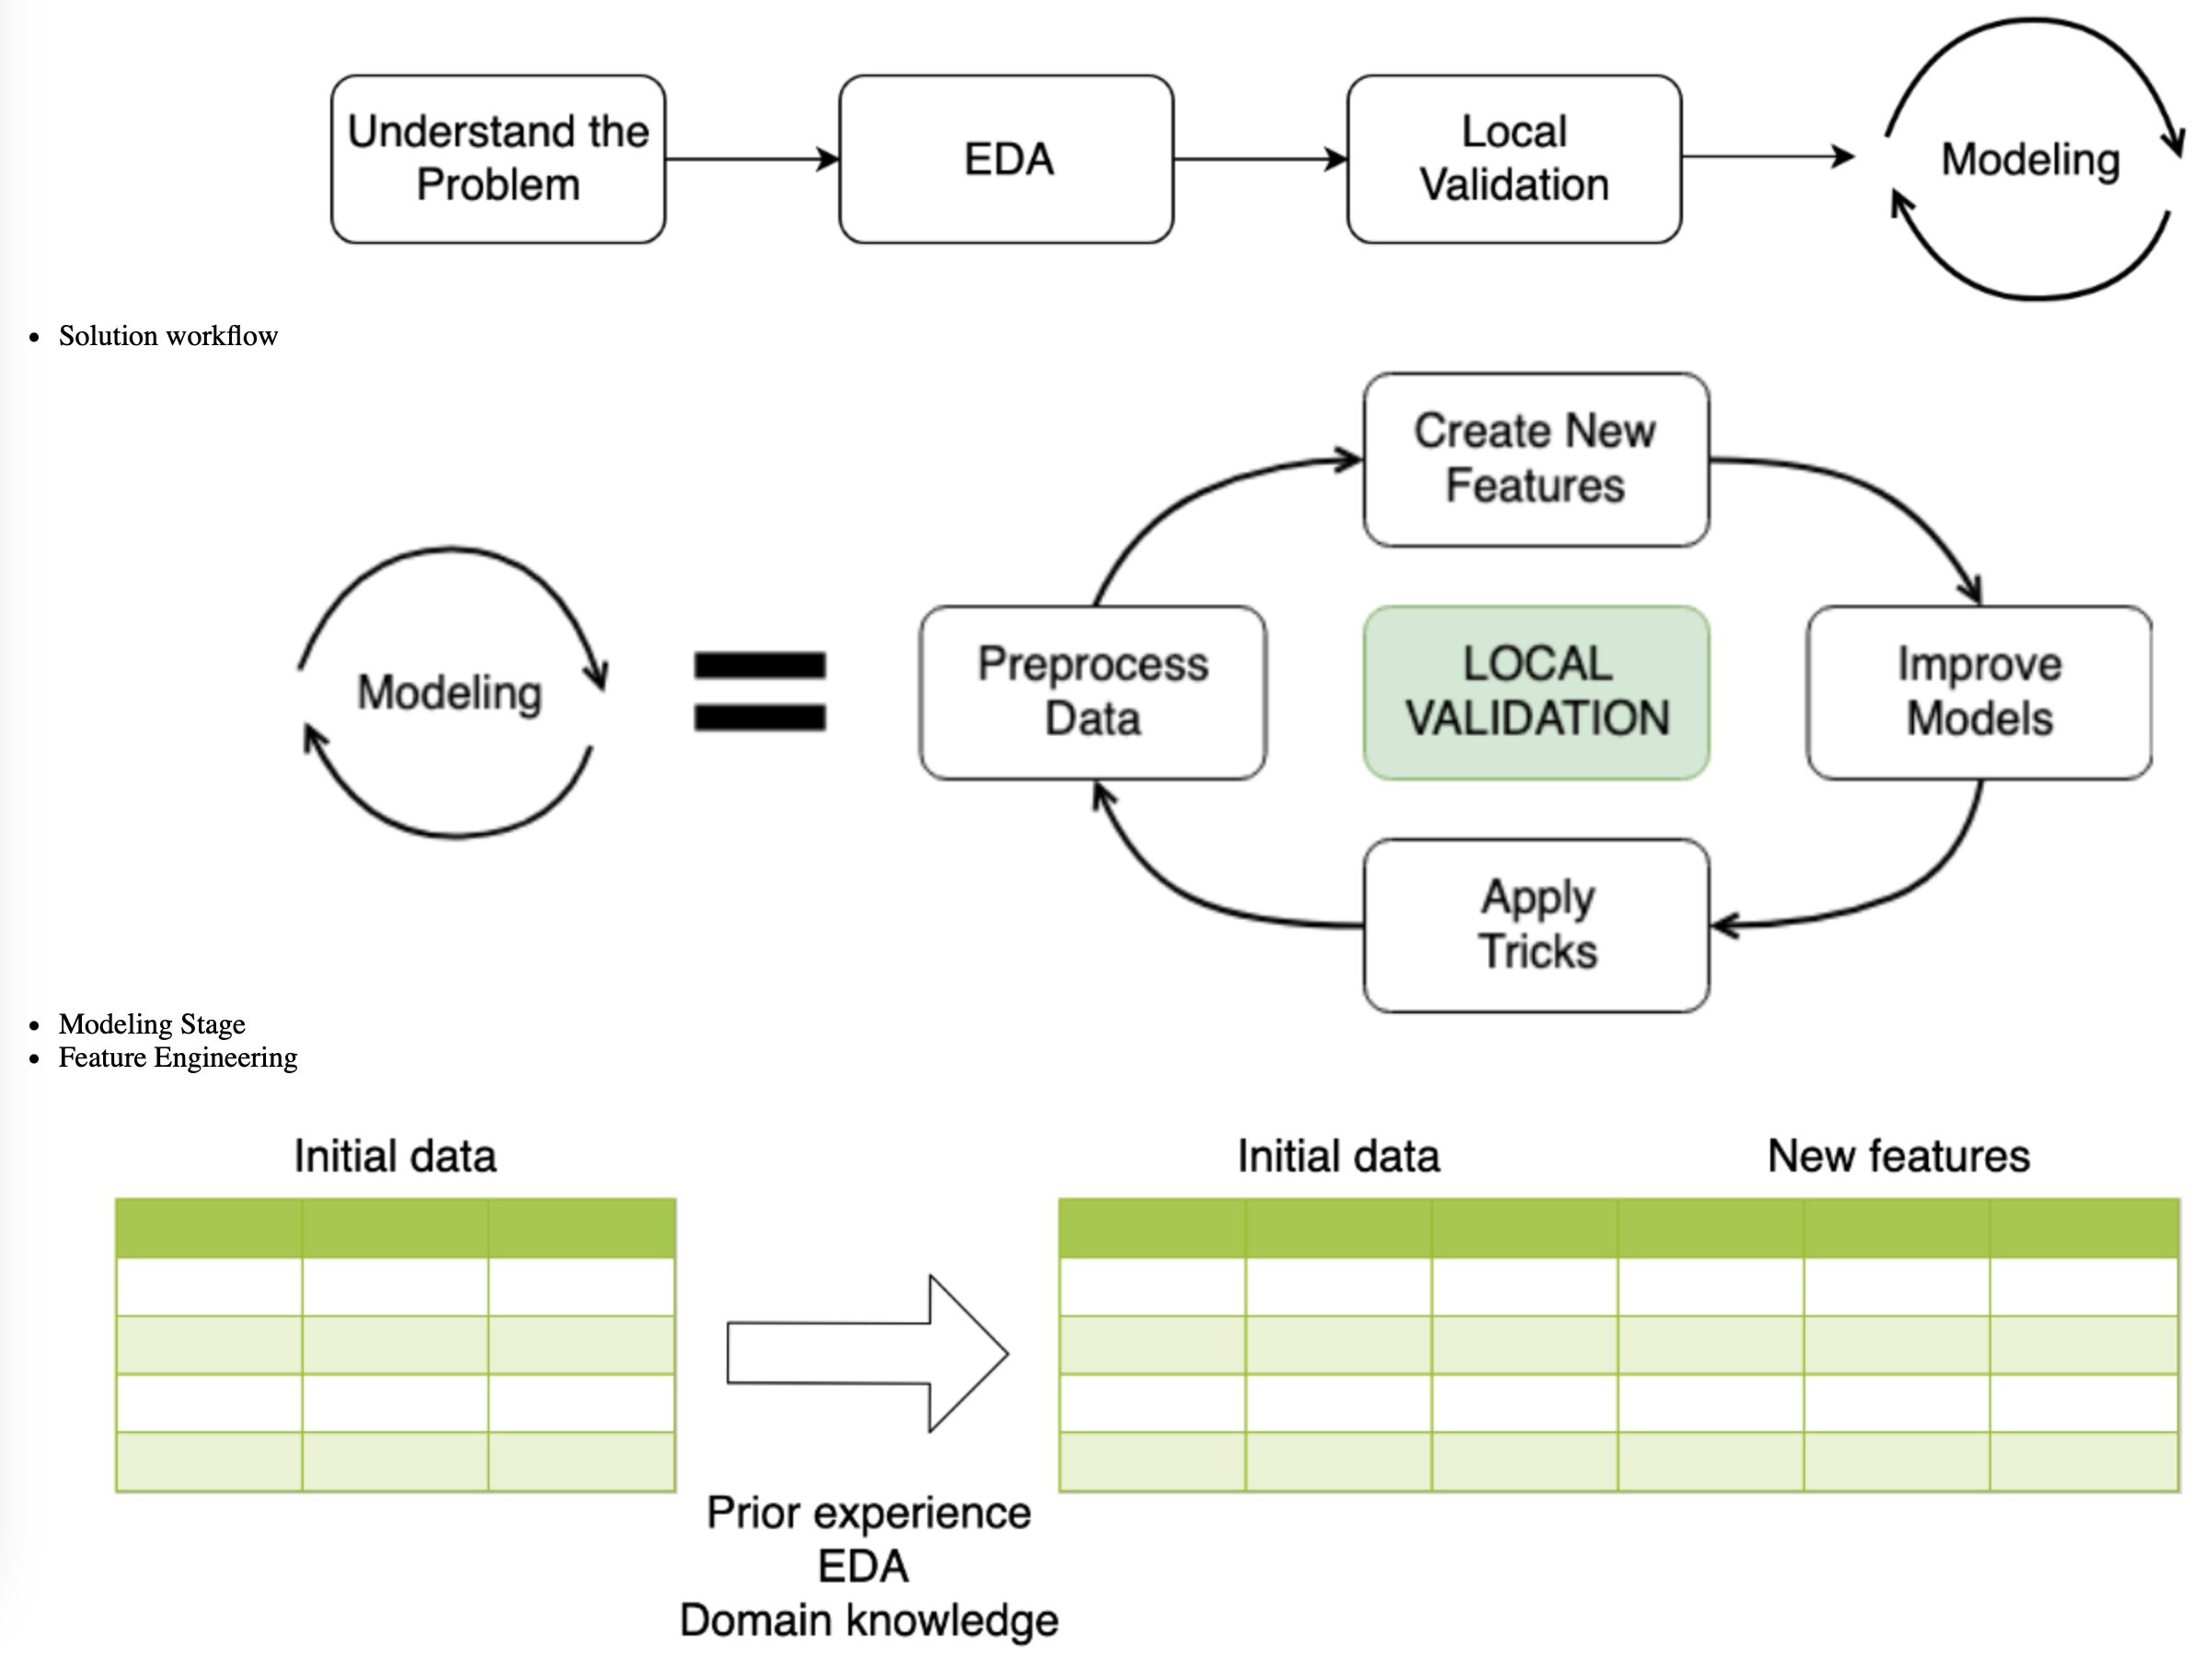 Understand the
Problem
EDA
Local
Validation
Modeling
• Solution workflow
Create New
Features
Modeling
Preprocess
Data
LOCAL
VALIDATION
Improve
Models
Apply
Tricks
• Modeling Stage
• Feature Engineering
Initial data
Initial data
New features
Prior experience
EDA
Domain knowledge